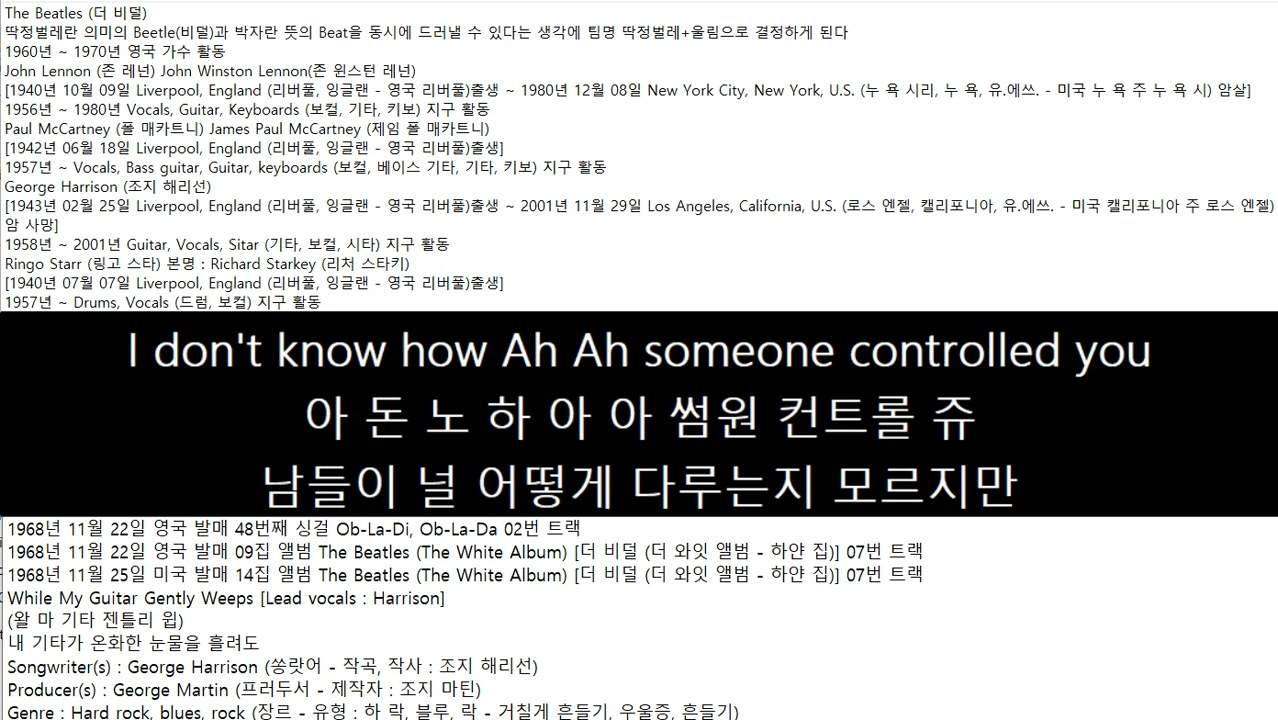 The Beatles (더 비덜)
딱정벌레란 의미의 Beetle(비덜)과 박자란 뜻의 Beat을 동시에 드러낼 수 있다는 생각에 팀명 딱정벌레+울림으로 결정하게 된다
1960년 ~ 1970년 영국 가수 활동
John Lennon (존 레넌) John Winston Lennon(존 윈스턴 레넌)
[1940년 10월 09일 Liverpool, England (리버풀, 잉글랜 - 영국 리버풀)출생 ~ 1980년 12월 08일 New York City, New York, U.S. (누 욕 시리, 누 욕, 유.에쓰. - 미국 누 욕 주 누 욕 시) 암살]
1956년 ~ 1980년 Vocals, Guitar, Keyboards (보컬, 기타, 키보) 지구 활동
Paul McCartney (폴 매카트니) James Paul McCartney (제임 폴 매카트니)
[1942년 06월 18일 Liverpool, England (리버풀, 잉글랜 - 영국 리버풀)출생]
1957년 ~ Vocals, Bass guitar, Guitar, keyboards (보컬, 베이스 기타, 기타, 키보) 지구 활동
George Harrison (조지 해리선)
[1943년 02월 25일 Liverpool, England (리버풀, 잉글랜 - 영국 리버풀)출생 ~ 2001년 11월 29일 Los Angeles, California, U.S. (로스 엔젤, 캘리포니아, 유.에쓰. - 미국 캘리포니아 주 로스 엔젤)
암 사망]
1958년 ~ 2001년 Guitar, Vocals, Sitar (기타, 보컬, 시타) 지구 활동
Ringo Starr (링고 스타) 본명 : Richard Starkey (리처 스타키)
[1940년 07월 07일 Liverpool, England (리버풀, 잉글랜 - 영국 리버풀)출생]
1957년 ~ Drums, Vocals (드럼, 보컬) 지구 활동
I don't know how Ah Ah someone controlled you
아 돈 노 하 아 아 썸원 컨트롤 쥬
남들이 널 어떻게 다루는지 모르지만
1968년 11월 22일 영국 발매 48번째 싱걸 Ob-La-Di, Ob-La-Da 02번 트랙
1968년 11월 22일 영국 발매 09집 앨범 The Beatles (The White Album) [더 비덜 (더 와잇 앨범 - 하얀 집)] 07번 트랙
1968년 11월 25일 미국 발매 14집 앨범 The Beatles (The White Album) [더 비덜 (더 와잇 앨범 - 하얀 집)] 07번 트랙
While My Guitar Gently Weeps [Lead vocals : Harrison]
(왈 마 기타 젠틀리 윕)
내 기타가 온화한 눈물을 흘려도
Songwriter(s) : George Harrison (쏭랏어 - 작곡, 작사 : 조지 해리선)
Producer(s) : George Martin (프러두서 - 제작자 : 조지 마틴)
Genre : Hard rock, blues, rock (장르 - 유형 : 하 락, 블루, 락 - 거칠게 흔들기, 우울증, 흔들기)